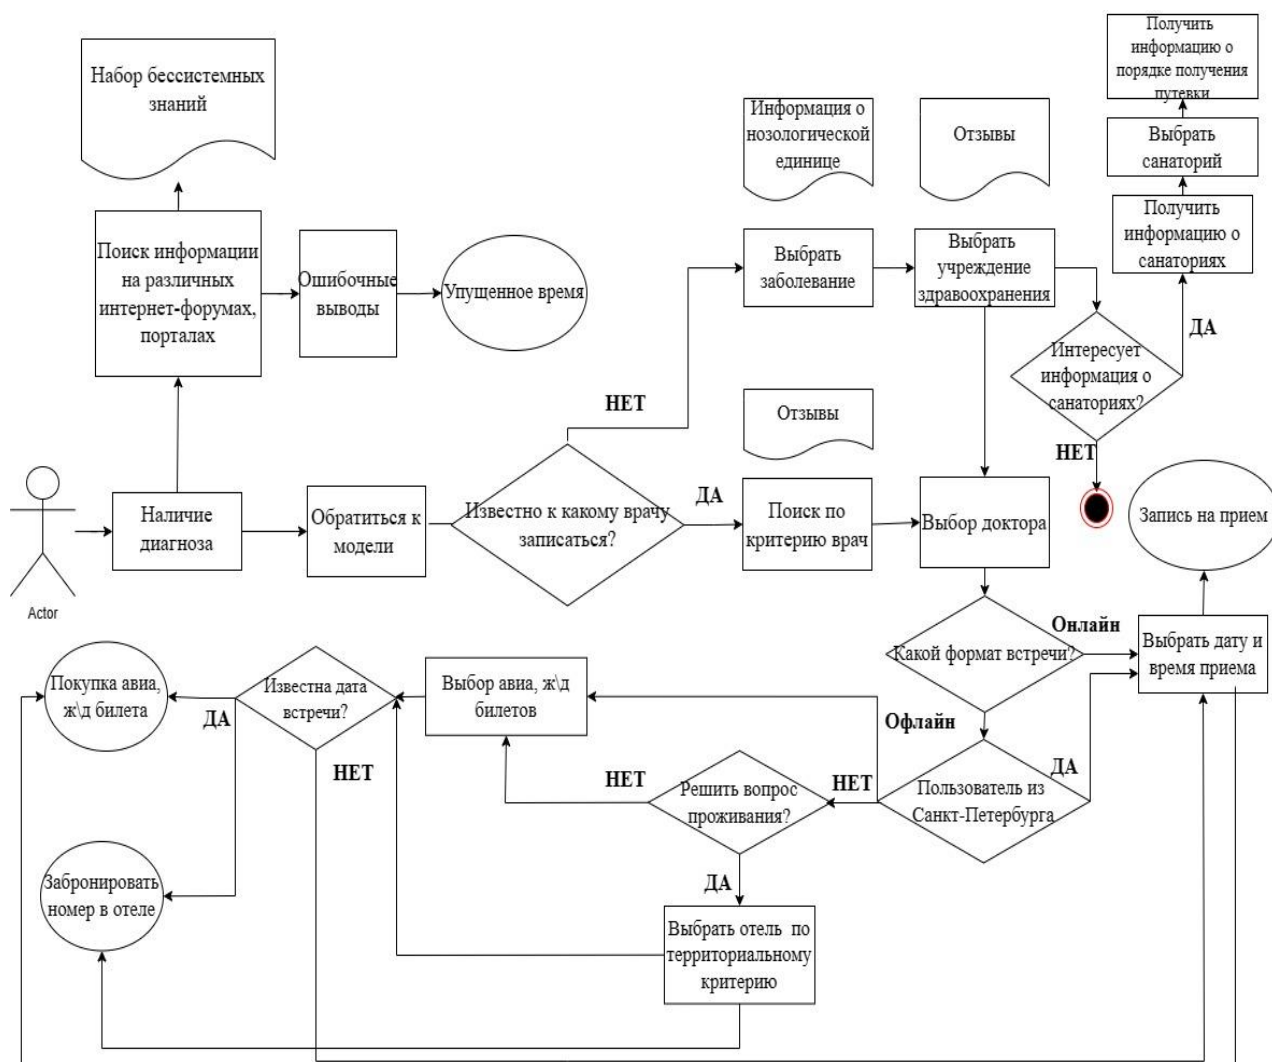 Набор бессистемных
знаний
Поиск информации
на различных
интернет-форумах,
порталах
Ошибочные
выводы
Упущенное время
Информация о
нозологической
единице
Отзывы
Получить
информацию о
порядке получения
путевки
Выбрать
санаторий
Получить
информацию о
санаториях
Выбрать
заболевание
Выбрать
учреждение
здравоохранения
ДА
Интересует
информация о
санаториях?
НЕТ
НЕТ
Отзывы
Actor
Наличие
диагноза
Обратиться к
модели
Известно к какому врачу
записаться?
ДА
Поиск по
критерию врач
Выбор доктора
Запись на прием
Какой формат встречи?
Онлайн
Выбрать дату и
время приема
Офлайн
Покупка авиа,
ж\д билета
ДА
Известна дата
встречи?
НЕТ
Выбор авиа, ж\д
билетов
НЕТ
Решить вопрос
проживания?
НЕТ
Пользователь из
Санкт-Петербурга
ДА
ДА
Забронировать
номер в отеле
Выбрать отель по
территориальному
критерию